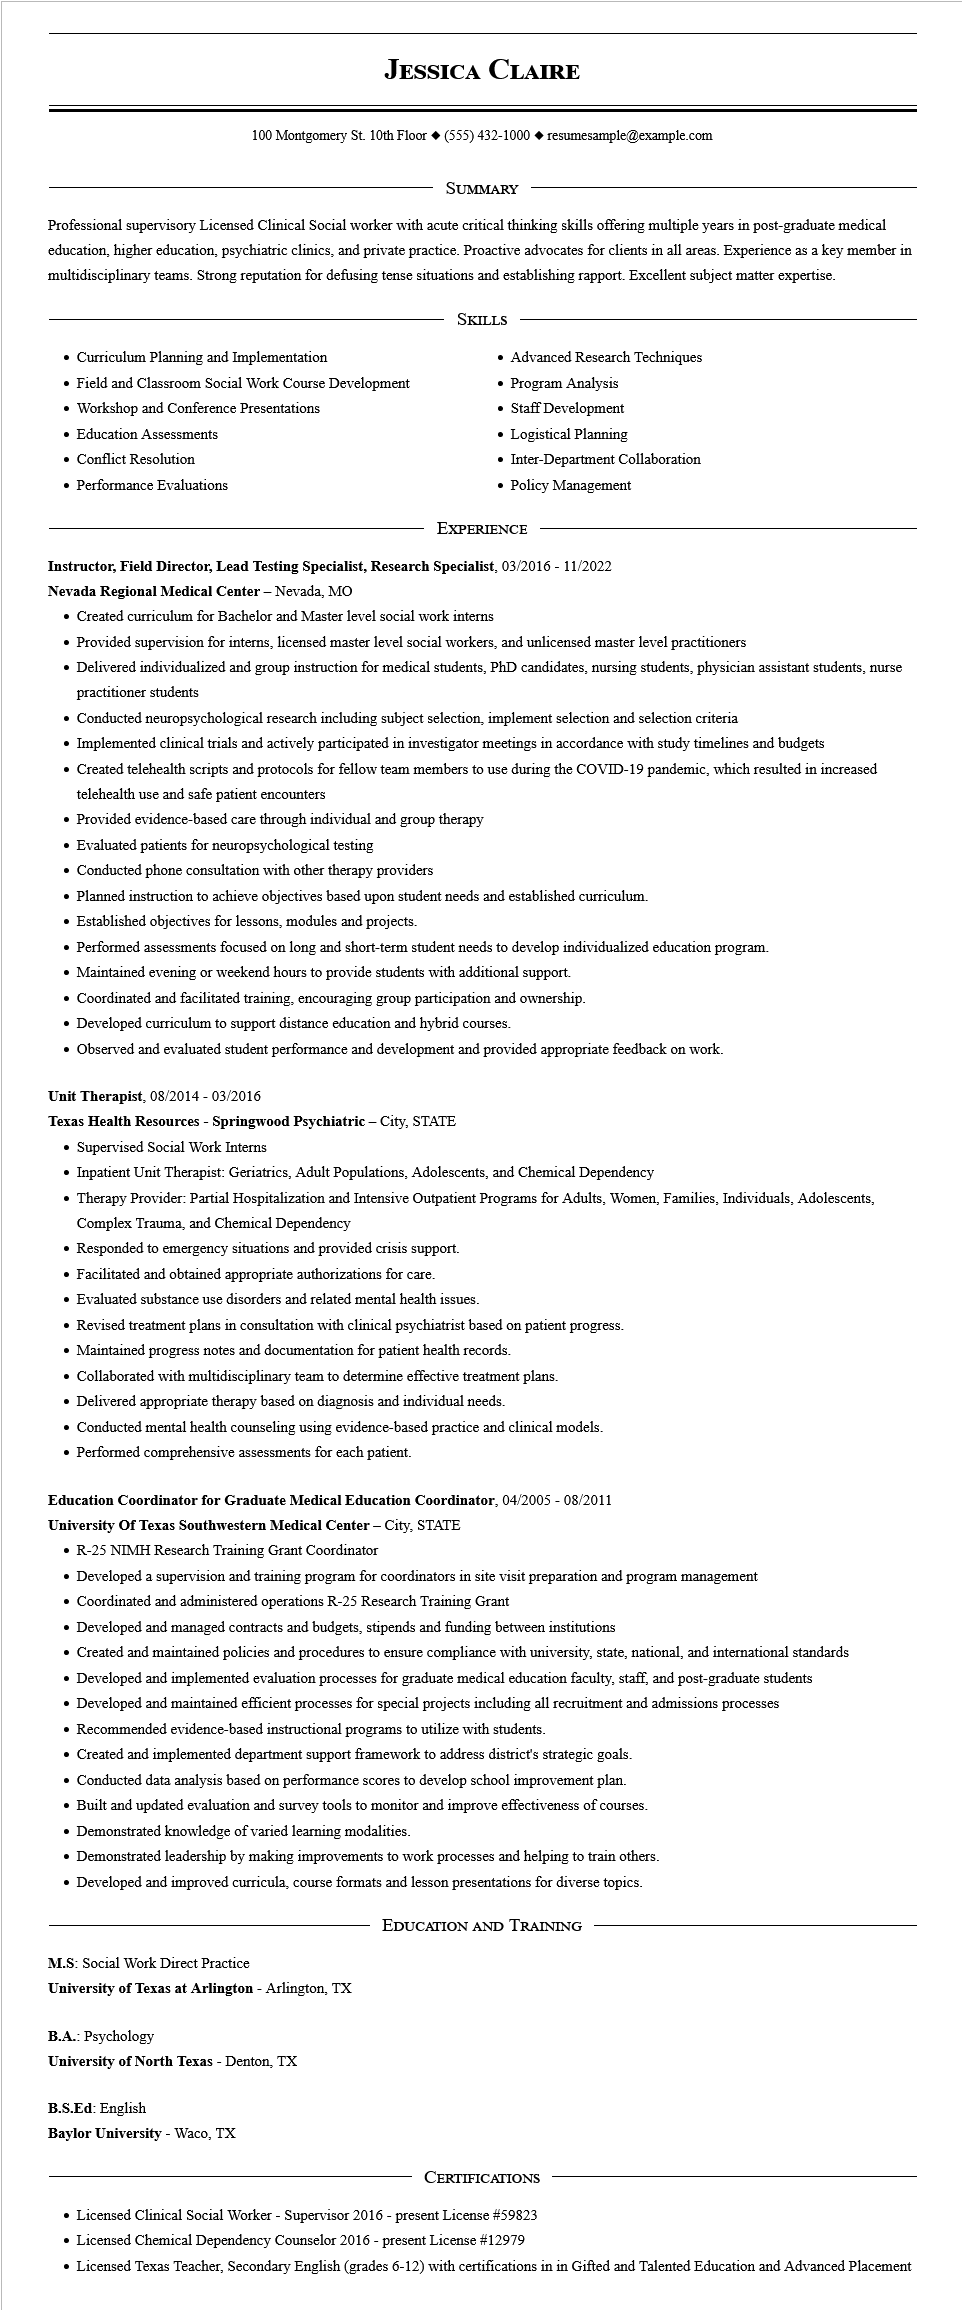 Jessica Claire
100 Montgomery St. 10th Floor ◆ (555) 432-1000 ◆ resumesample@example.com
Summary
Professional supervisory Licensed Clinical Social worker with acute critical thinking skills offering multiple years in post-graduate medical
education, higher education, psychiatric clinics, and private practice. Proactive advocates for clients in all areas. Experience as a key member in
multidisciplinary teams. Strong reputation for defusing tense situations and establishing rapport. Excellent subject matter expertise.
Skills
• Curriculum Planning and Implementation
• Field and Classroom Social Work Course Development
• Workshop and Conference Presentations
• Education Assessments
• Conflict Resolution
• Performance Evaluations
• Advanced Research Techniques
• Program Analysis
• Staff Development
• Logistical Planning
• Inter-Department Collaboration
• Policy Management
Experience
Instructor, Field Director, Lead Testing Specialist, Research Specialist, 03/2016 - 11/2022
Nevada Regional Medical Center – Nevada, MO
• Created curriculum for Bachelor and Master level social work interns
• Provided supervision for interns, licensed master level social workers, and unlicensed master level practitioners
• Delivered individualized and group instruction for medical students, PhD candidates, nursing students, physician assistant students, nurse
practitioner students
• Conducted neuropsychological research including subject selection, implement selection and selection criteria
• Implemented clinical trials and actively participated in investigator meetings in accordance with study timelines and budgets
• Created telehealth scripts and protocols for fellow team members to use during the COVID-19 pandemic, which resulted in increased
telehealth use and safe patient encounters
• Provided evidence-based care through individual and group therapy
• Evaluated patients for neuropsychological testing
• Conducted phone consultation with other therapy providers
• Planned instruction to achieve objectives based upon student needs and established curriculum.
• Established objectives for lessons, modules and projects.
• Performed assessments focused on long and short-term student needs to develop individualized education program.
• Maintained evening or weekend hours to provide students with additional support.
• Coordinated and facilitated training, encouraging group participation and ownership.
• Developed curriculum to support distance education and hybrid courses.
• Observed and evaluated student performance and development and provided appropriate feedback on work.
Unit Therapist, 08/2014 - 03/2016
Texas Health Resources - Springwood Psychiatric – City, STATE
• Supervised Social Work Interns
• Inpatient Unit Therapist: Geriatrics, Adult Populations, Adolescents, and Chemical Dependency
• Therapy Provider: Partial Hospitalization and Intensive Outpatient Programs for Adults, Women, Families, Individuals, Adolescents,
Complex Trauma, and Chemical Dependency
• Responded to emergency situations and provided crisis support.
• Facilitated and obtained appropriate authorizations for care.
• Evaluated substance use disorders and related mental health issues.
• Revised treatment plans in consultation with clinical psychiatrist based on patient progress.
• Maintained progress notes and documentation for patient health records.
• Collaborated with multidisciplinary team to determine effective treatment plans.
• Delivered appropriate therapy based on diagnosis and individual needs.
• Conducted mental health counseling using evidence-based practice and clinical models.
• Performed comprehensive assessments for each patient.
Education Coordinator for Graduate Medical Education Coordinator, 04/2005 - 08/2011
University Of Texas Southwestern Medical Center – City, STATE
• R-25 NIMH Research Training Grant Coordinator
• Developed a supervision and training program for coordinators in site visit preparation and program management
• Coordinated and administered operations R-25 Research Training Grant
• Developed and managed contracts and budgets, stipends and funding between institutions
• Created and maintained policies and procedures to ensure compliance with university, state, national, and international standards
• Developed and implemented evaluation processes for graduate medical education faculty, staff, and post-graduate students
• Developed and maintained efficient processes for special projects including all recruitment and admissions processes
• Recommended evidence-based instructional programs to utilize with students.
• Created and implemented department support framework to address district's strategic goals.
• Conducted data analysis based on performance scores to develop school improvement plan.
• Built and updated evaluation and survey tools to monitor and improve effectiveness of courses.
• Demonstrated knowledge of varied learning modalities.
• Demonstrated leadership by making improvements to work processes and helping to train others.
• Developed and improved curricula, course formats and lesson presentations for diverse topics.
Education and Training
M.S: Social Work Direct Practice
University of Texas at Arlington - Arlington, TX
B.A.: Psychology
University of North Texas - Denton, TX
B.S.Ed: English
Baylor University - Waco, TX
Certifications
• Licensed Clinical Social Worker - Supervisor 2016 - present License #59823
• Licensed Chemical Dependency Counselor 2016 - present License #12979
• Licensed Texas Teacher, Secondary English (grades 6-12) with certifications in in Gifted and Talented Education and Advanced Placement